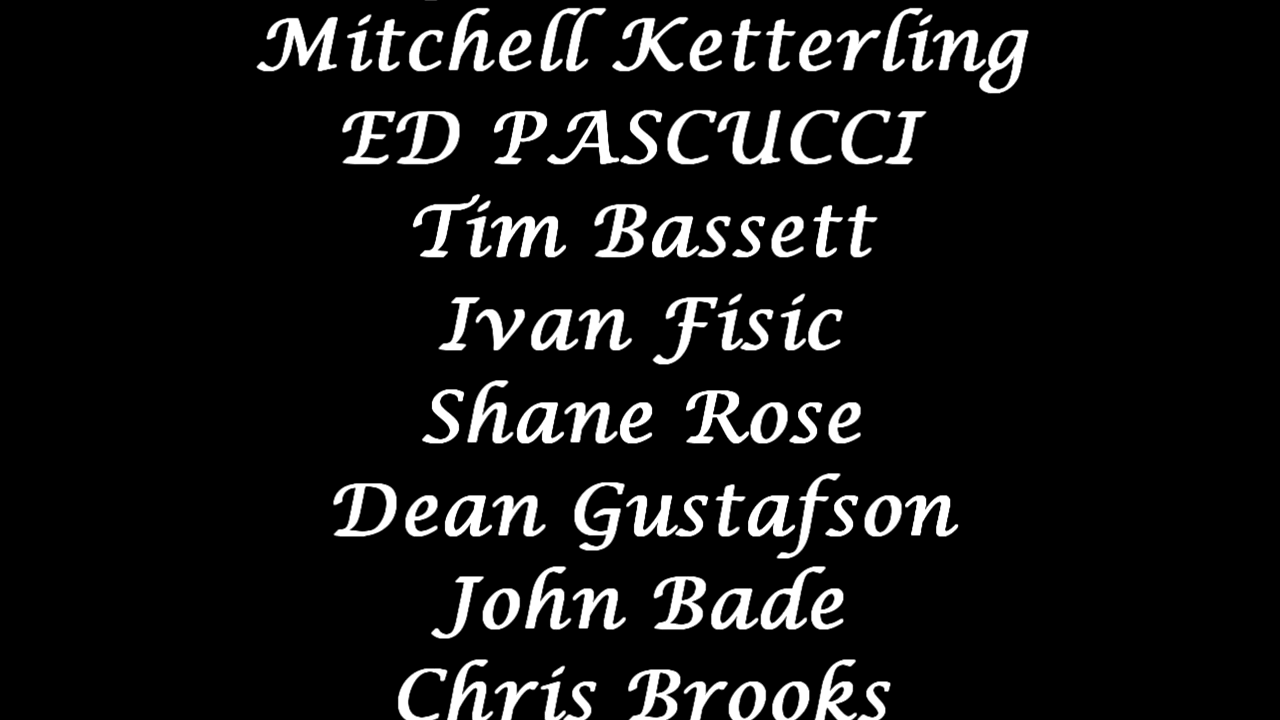 Mitchell Ketterling
ED PASCUCCI
Tim Bassett
Ivan Fisic
Shane Rose
Dean Gustafson
John Bade
Chris Brooks